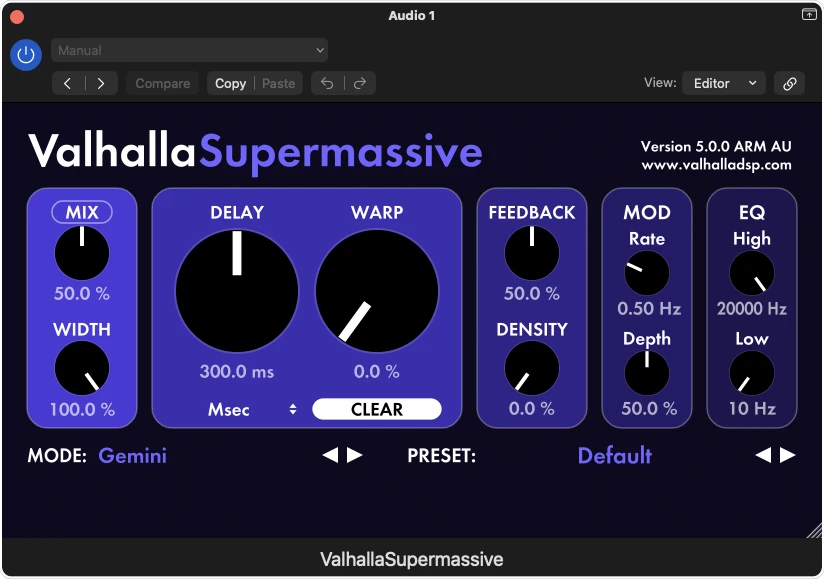 Audio 1
Manual
Compare Copy Paste View: Editor
ValhallaSupermassive
Version 5.0.0 ARM AU
www.valhalladsp.com
MIX DELAY WARP FEEDBACK MOD EQ
Rate High
50.0 % 50.0 % 0.50 Hz 20000 Hz
WIDTH DENSITY Depth Low
300.0 ms 0.0 %
100.0 % Msec CLEAR 0.0 % 50.0 % 10 Hz
MODE: Gemini PRESET: Default
ValhallaSupermassive